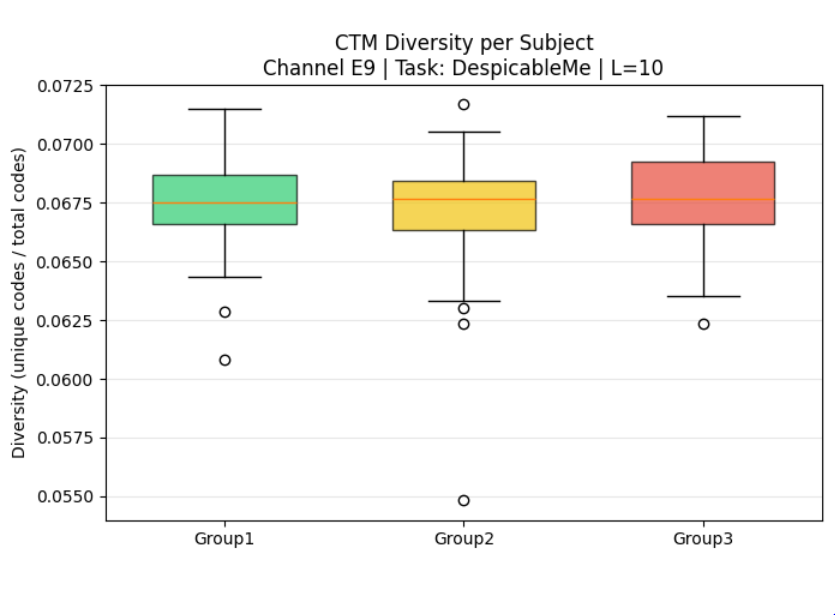 CTM Diversity per Subject
Channel E9 | Task: DespicableMe | L=10
Diversity (unique codes / total codes)
0.0725
0.0700
0.0675
0.0650
0.0625
0.0600
0.0575
0.0550
Group1
Group2
Group3